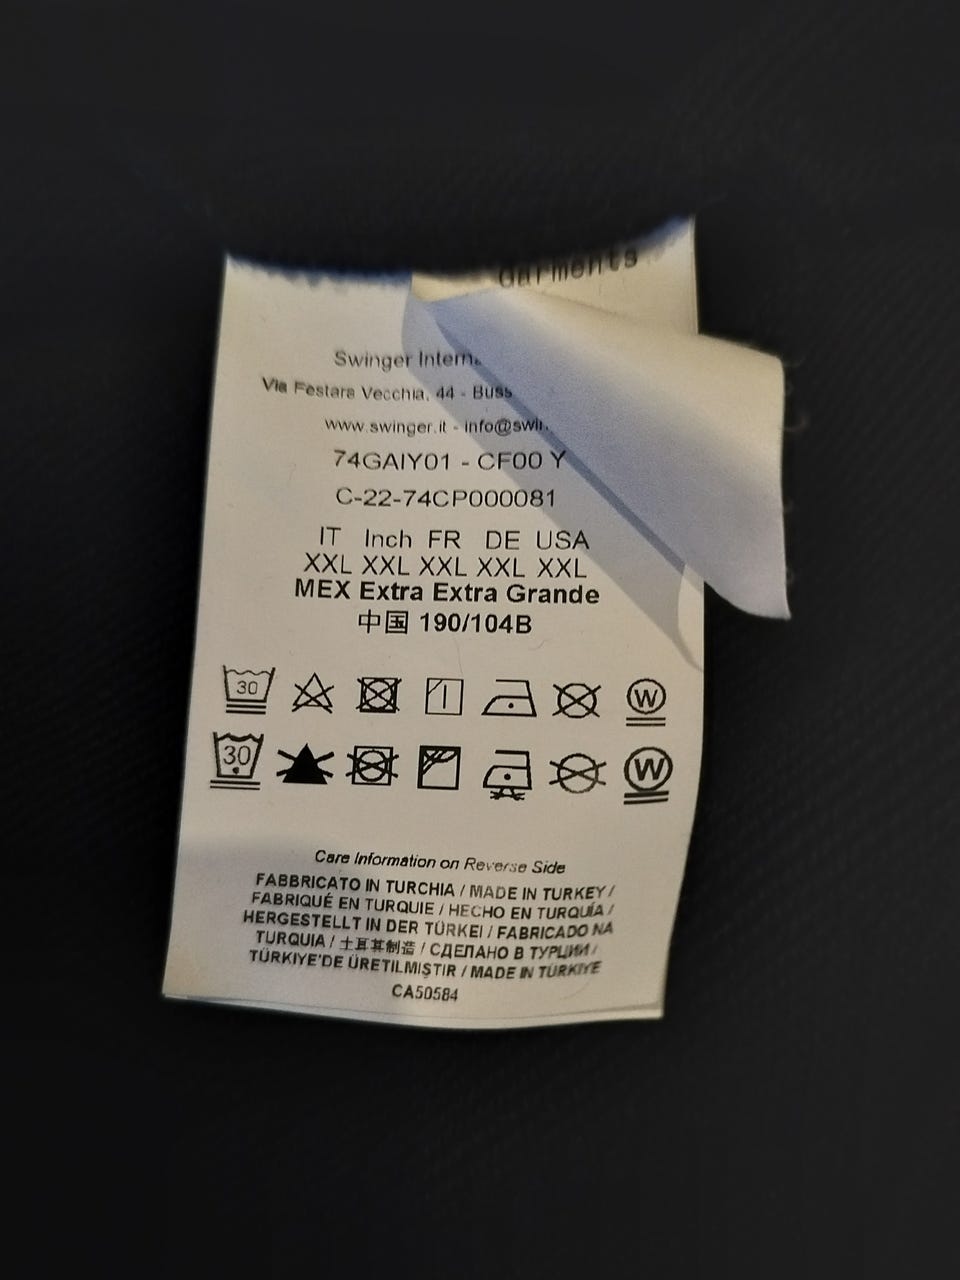 Garments
Swinger Interna
Via Festara Vecchia, 44 - Buss
www.swinger.it - info@swin
74GAIY01 - CF00 Y
C-22-74CP000081
IT Inch FR DE USA
XXL XXL XXL XXL XXL
MEX Extra Extra Grande
中国 190/104B
30 W
30 W
Care Information on Reverse Side
FABBRICATO IN TURCHIA / MADE IN TURKEY /
FABRIQUÉ EN TURQUIE / HECHO EN TURQUÍA /
HERGESTELLT IN DER TÜRKEI / FABRICADO NA
TURQUIA / 土耳其制造 / СДЕЛАНО В ТУРЦИИ /
TÜRKIYE'DE ÜRETILMIŞTIR / MADE IN TÜRKIYE
CA50584